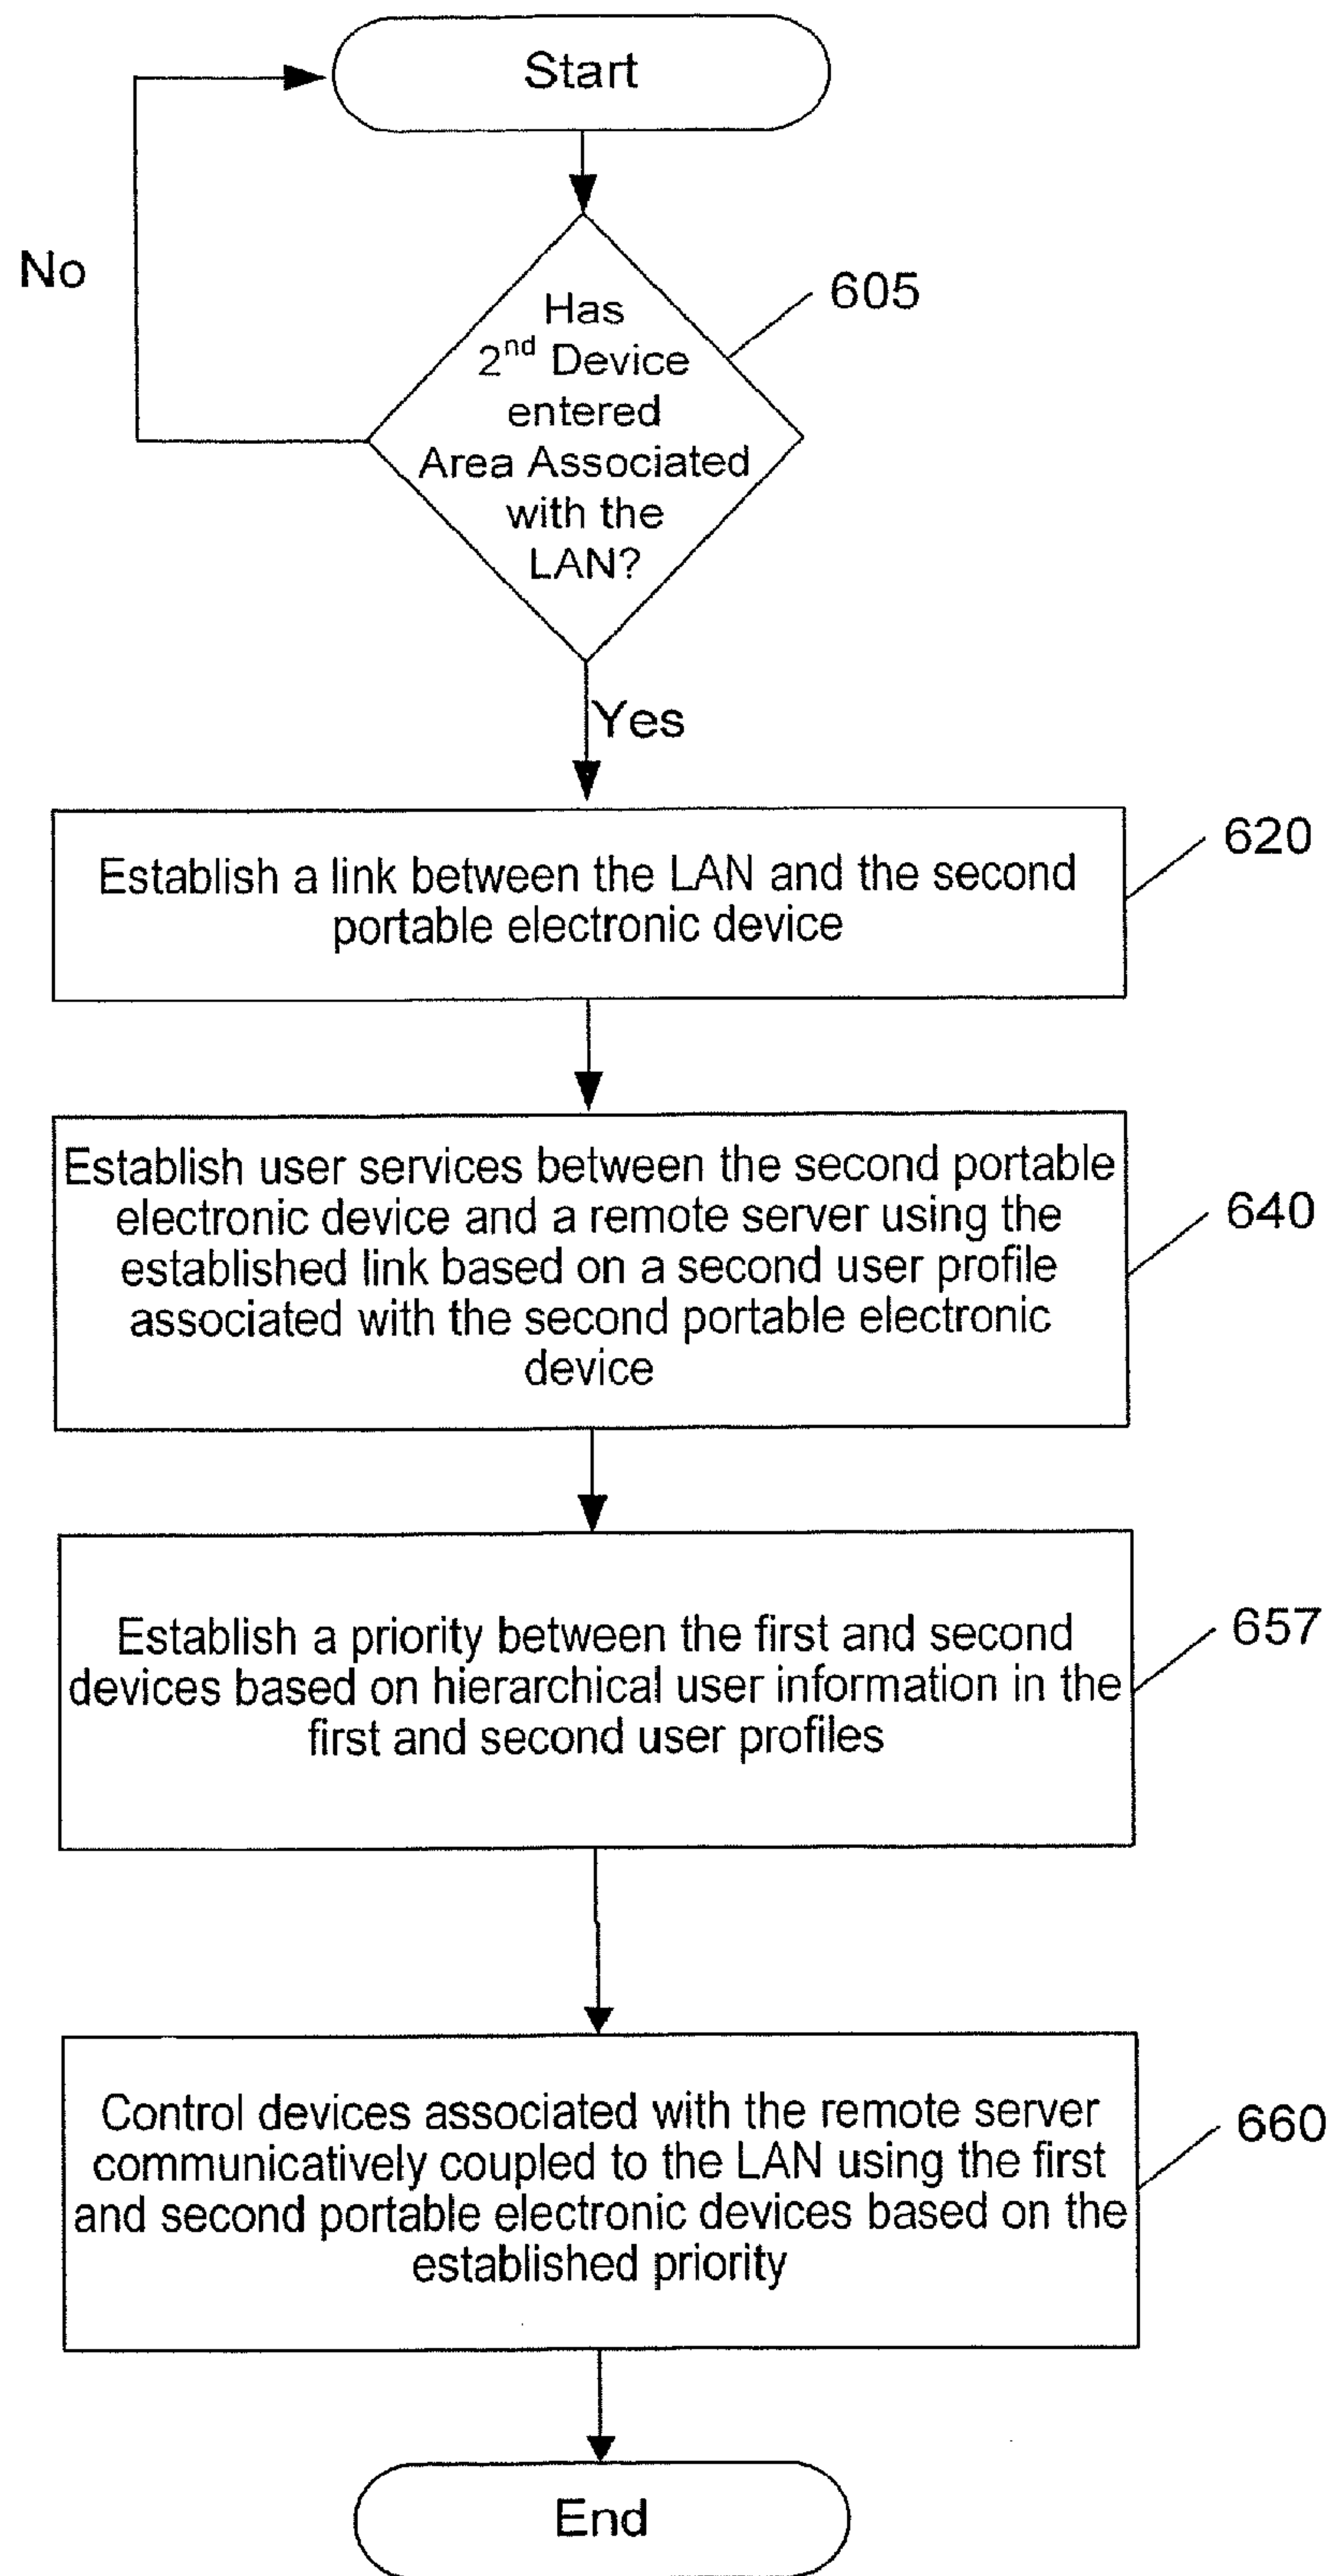 Start
No
605
Has
2nd Device
entered
Area Associated
with the
LAN?
Yes
620
Establish a link between the LAN and the second
portable electronic device
Establish user services between the second portable
electronic device and a remote server using the
established link based on a second user profile
associated with the second portable electronic
device
640
Establish a priority between the first and second
devices based on hierarchical user information in the
first and second user profiles
657
Control devices associated with the remote server
communicatively coupled to the LAN using the first
and second portable electronic devices based on the
established priority
660
End